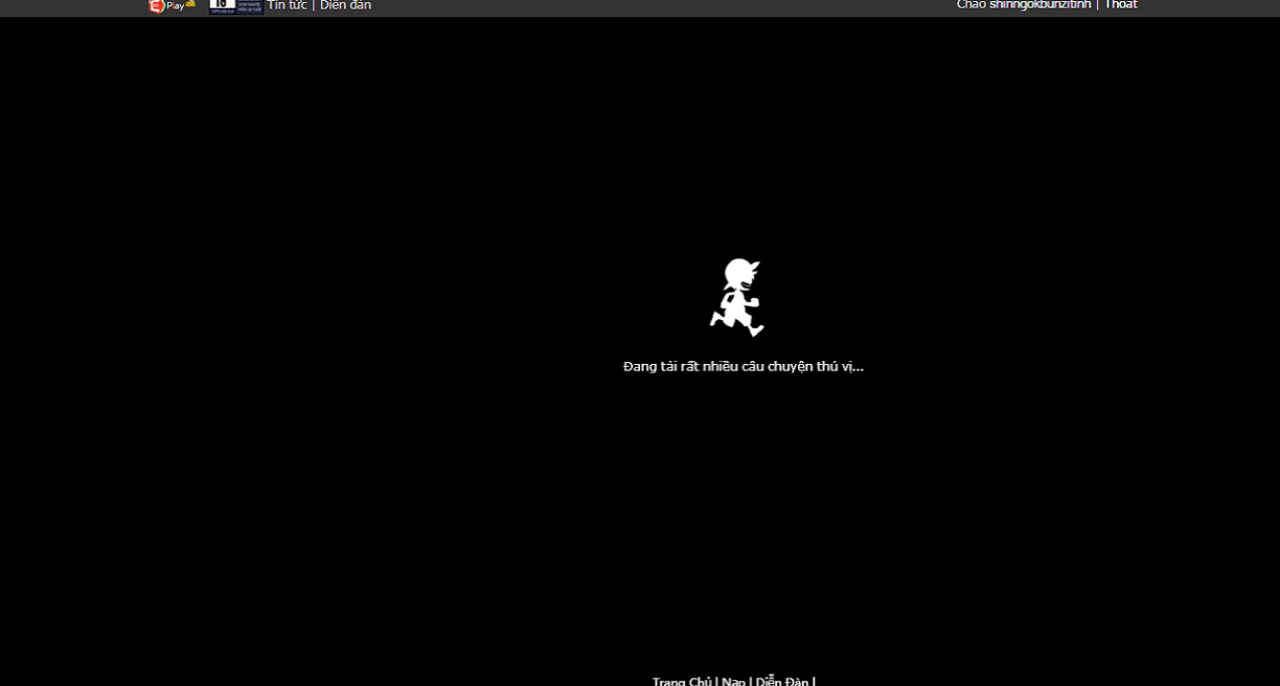 Play Tin tức | Diễn đàn
Chào shinngokbunzitinh | Thoát
Đang tải rất nhiều câu chuyện thú vị...
Trang Chủ | Nạp | Diễn Đàn |